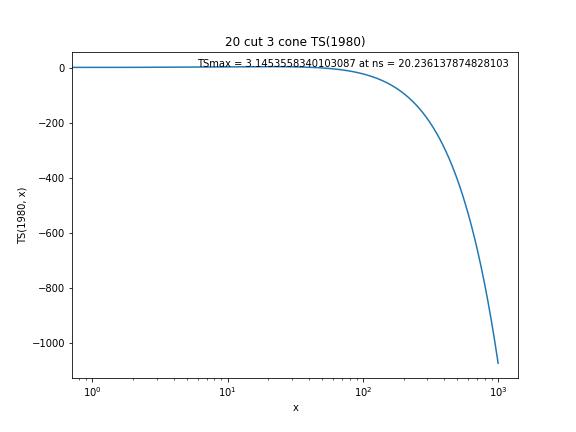 20 cut 3 cone TS(1980)
TSmax = 3.1453558340103087 at ns = 20.236137874828103
0
−200
−400
−600
−800
−1000
TS(1980, x)
10⁰
10¹
10²
10³
x